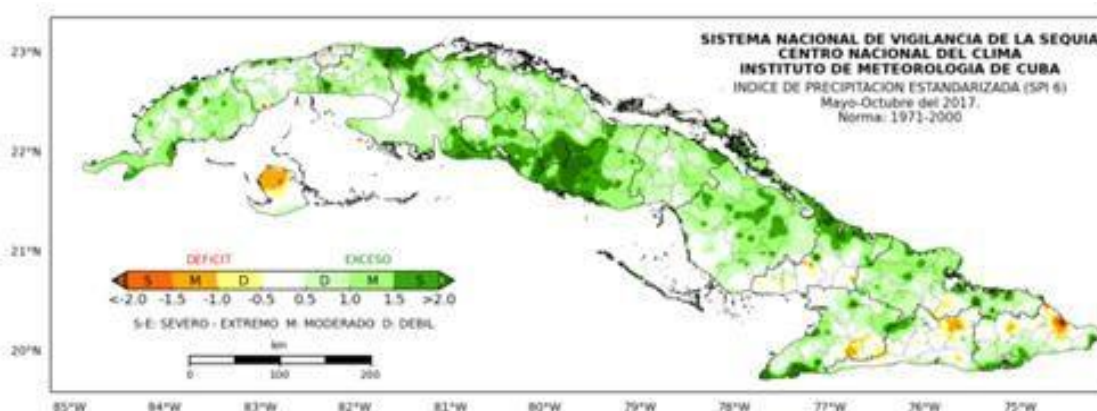 SISTEMA NACIONAL DE VIGILANCIA DE LA SEQUIA
CENTRO NACIONAL DEL CLIMA
INSTITUTO DE METEOROLOGIA DE CUBA
INDICE DE PRECIPITACIÓN ESTANDARIZADA (SPI 6)
Mayo-Octubre del 2017.
Norma: 1971-2000
23°N
22°N
21°N
20°N
DÉFICIT EXCESO
S M D D M S
<-2.0 -1.5 -1.0 -0.5 0.5 1.0 1.5 >2.0
S-E: SEVERO - EXTREMO M: MODERADO D: DEBIL
km
0 100 200
85°W 84°W 83°W 82°W 81°W 80°W 79°W 78°W 77°W 76°W 75°W